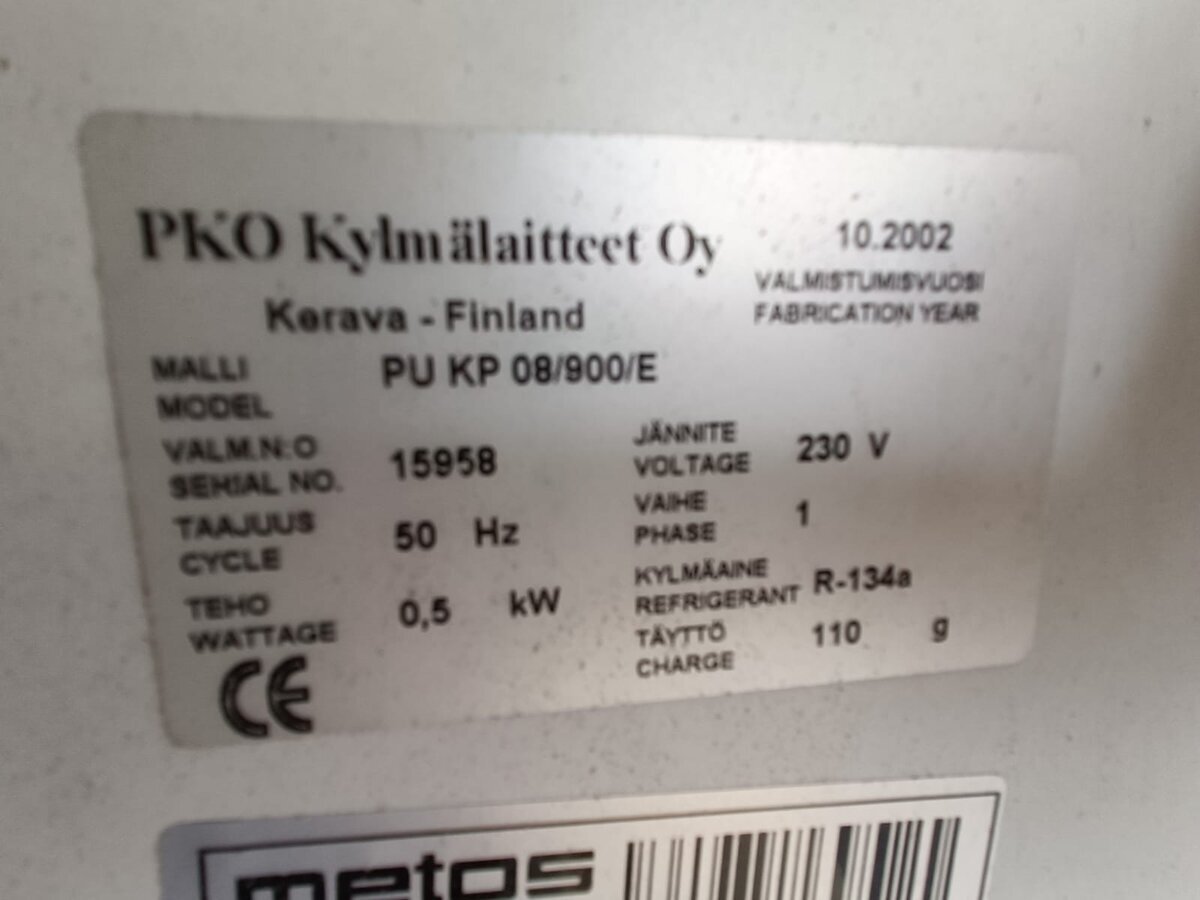 PKO Kylmälaitteet Oy
10.2002
VALMISTUMISVUOSI
FABRICATION YEAR
Kerava - Finland
MALLI
MODEL
PU KP 08/900/E
VALM.N:O
SERIAL NO.
15958
JÄNNITE
VOLTAGE
230 V
TAAJUUS
CYCLE
50 Hz
VAIHE
PHASE
1
TEHO
WATTAGE
0,5 kW
KYLMÄAINE
REFRIGERANT
R-134a
TÄYTTÖ
CHARGE
110 g
CE
metos